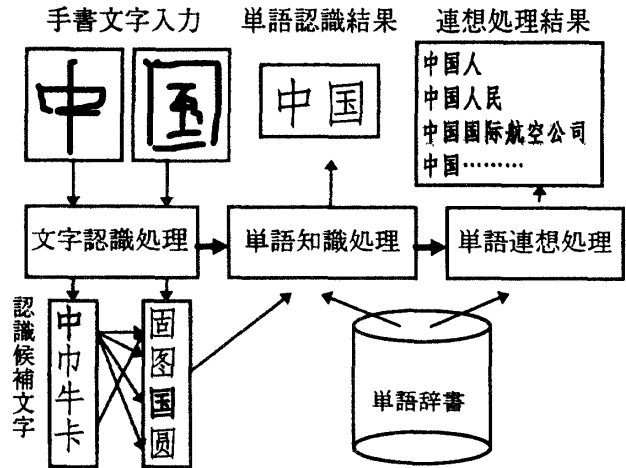 手書文字入力
単語認識結果
連想処理結果
中国
中国
中国人
中国人民
中国国际航空公司
中国………
文字認識処理
単語知識処理
単語連想処理
認識候補文字
中
巾
牛
卡
固
图
国
圆
単語辞書